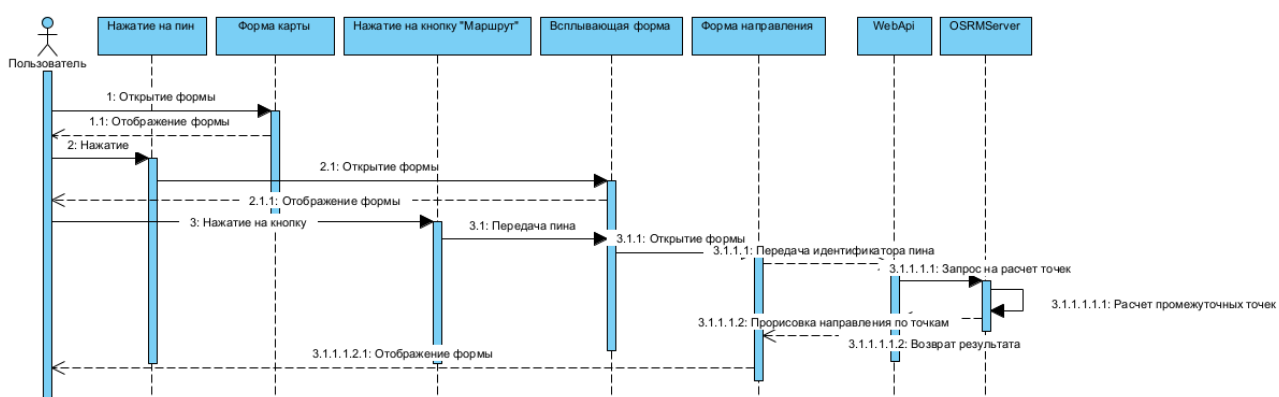 Нажатие на пин
Форма карты
Нажатие на кнопку "Маршрут"
Всплывающая форма
Форма направления
WebApi
OSRMServer
Пользователь
1: Открытие формы
1.1: Отображение формы
2: Нажатие
2.1: Открытие формы
2.1.1: Отображение формы
3: Нажатие на кнопку
3.1: Передача пина
3.1.1: Открытие формы
3.1.1.1: Передача идентификатора пина
3.1.1.1.1: Запрос на расчет точек
3.1.1.1.1.1: Расчет промежуточных точек
3.1.1.1.2: Прорисовка направления по точкам
3.1.1.1.1.2: Возврат результата
3.1.1.1.2.1: Отображение формы